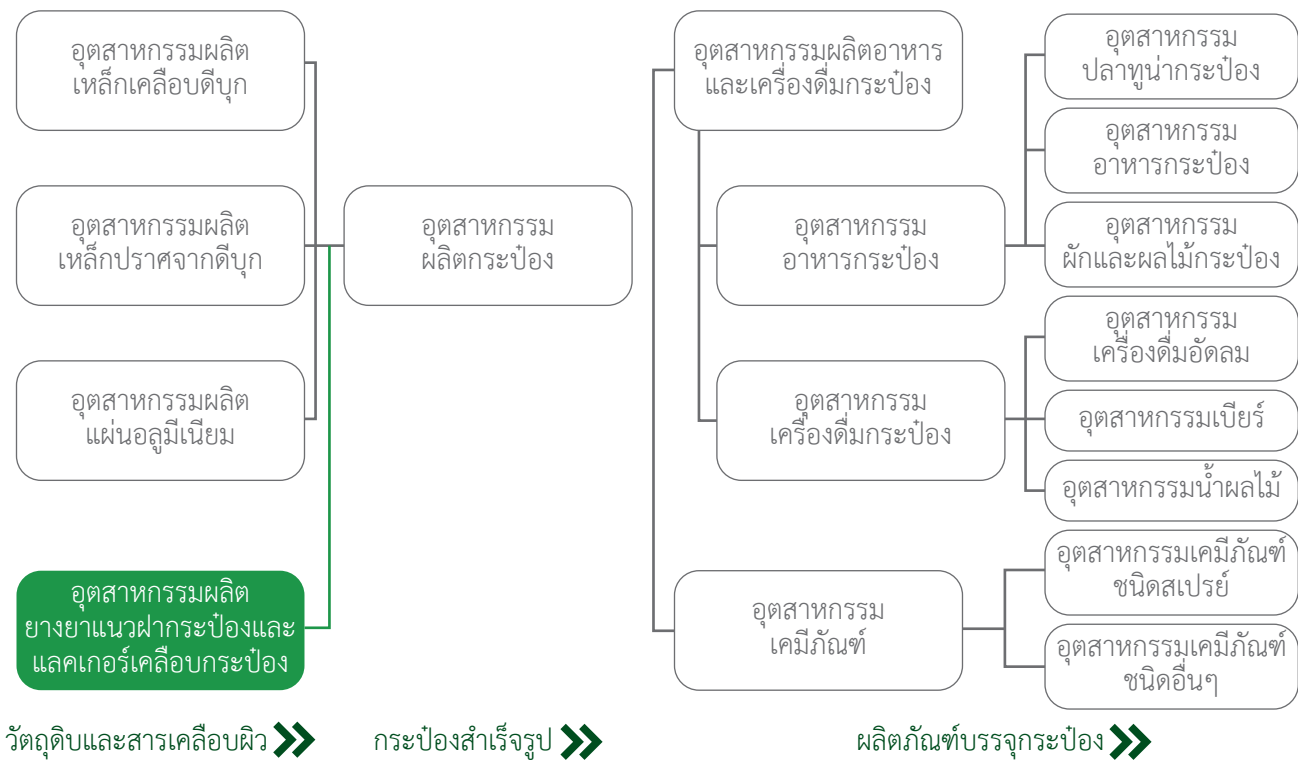 อุตสาหกรรมผลิต
เหล็กเคลือบดีบุก
อุตสาหกรรมผลิต
เหล็กปราศจากดีบุก
อุตสาหกรรมผลิต
แผ่นอลูมีเนียม
อุตสาหกรรมผลิต
ยางยาแนวฝากระป๋องและ
แลคเกอร์เคลือบกระป๋อง
อุตสาหกรรม
ผลิตกระป๋อง
อุตสาหกรรมผลิตอาหาร
และเครื่องดื่มกระป๋อง
อุตสาหกรรม
อาหารกระป๋อง
อุตสาหกรรม
เครื่องดื่มกระป๋อง
อุตสาหกรรม
เคมีภัณฑ์
อุตสาหกรรม
ปลาทูน่ากระป๋อง
อุตสาหกรรม
อาหารกระป๋อง
อุตสาหกรรม
ผักและผลไม้กระป๋อง
อุตสาหกรรม
เครื่องดื่มอัดลม
อุตสาหกรรมเบียร์
อุตสาหกรรมน้ำผลไม้
อุตสาหกรรมเคมีภัณฑ์
ชนิดสเปรย์
อุตสาหกรรมเคมีภัณฑ์
ชนิดอื่นๆ
วัตถุดิบและสารเคลือบผิว
กระป๋องสำเร็จรูป
ผลิตภัณฑ์บรรจุกระป๋อง